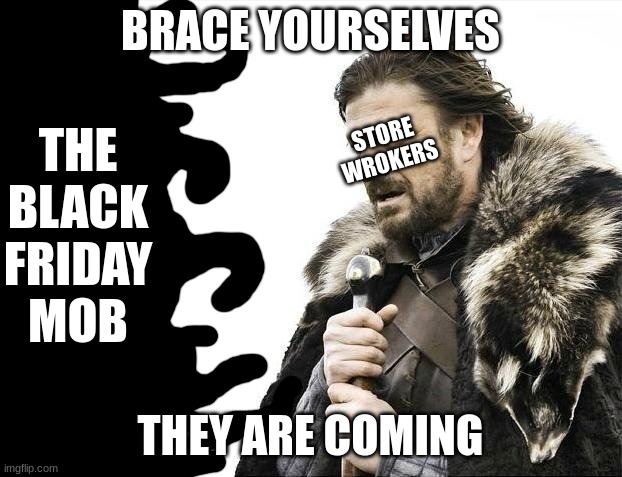 BRACE YOURSELVES
STORE
WROKERS
THE
BLACK
FRIDAY
MOB
THEY ARE COMING
imgflip.com